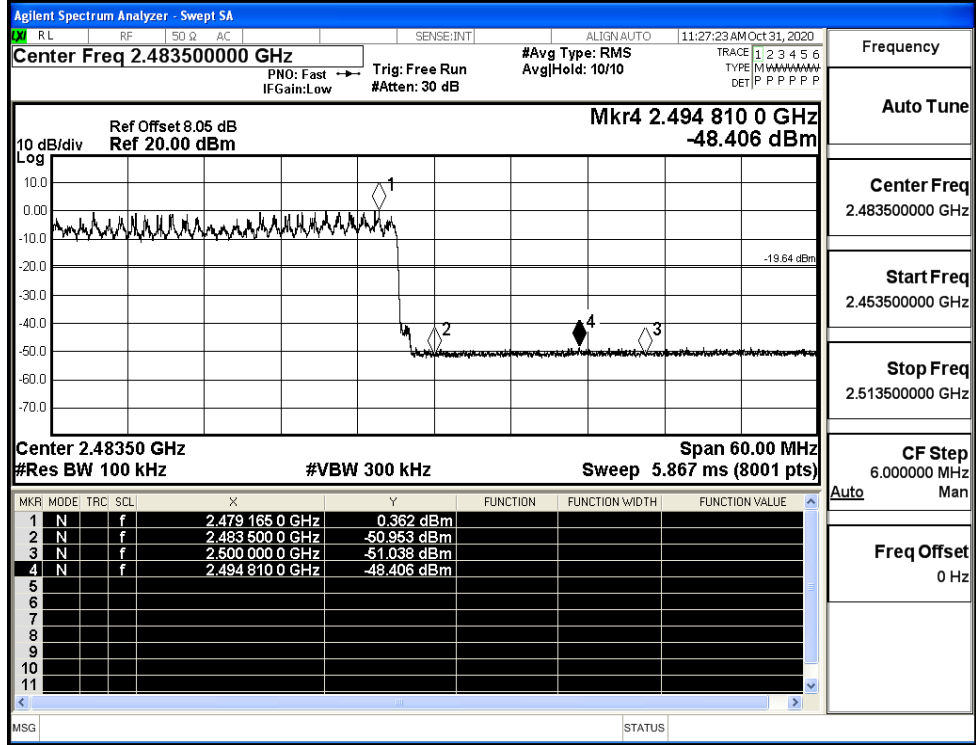 Agilent Spectrum Analyzer - Swept SA
LXI RL RF 50 Ω AC SENSE:INT ALIGN AUTO 11:27:23 AM Oct 31, 2020
Center Freq 2.483500000 GHz
PNO: Fast
IFGain:Low
Trig: Free Run
#Atten: 30 dB
#Avg Type: RMS
Avg|Hold: 10/10
TRACE 1 2 3 4 5 6
TYPE M WWWWW
DET P P P P P P
Mkr4 2.494 810 0 GHz
-48.406 dBm
Ref Offset 8.05 dB
10 dB/div Ref 20.00 dBm
Log
10.0
0.00
-10.0
-20.0
-30.0
-40.0
-50.0
-60.0
-70.0
1
2
4
3
-19.64 dBm
Center 2.48350 GHz Span 60.00 MHz
#Res BW 100 kHz #VBW 300 kHz Sweep 5.867 ms (8001 pts)
MKR MODE TRC SCL X Y FUNCTION FUNCTION WIDTH FUNCTION VALUE
1 N f 2.479 165 0 GHz 0.362 dBm
2 N f 2.483 500 0 GHz -50.953 dBm
3 N f 2.500 000 0 GHz -51.038 dBm
4 N f 2.494 810 0 GHz -48.406 dBm
5
6
7
8
9
10
11
MSG STATUS
Frequency
Auto Tune
Center Freq
2.483500000 GHz
Start Freq
2.453500000 GHz
Stop Freq
2.513500000 GHz
CF Step
6.000000 MHz
Auto Man
Freq Offset
0 Hz